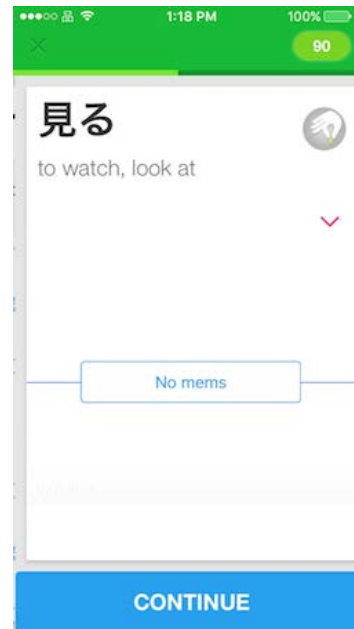 1:18 PM
100%
90
見る
to watch, look at
No mems
CONTINUE